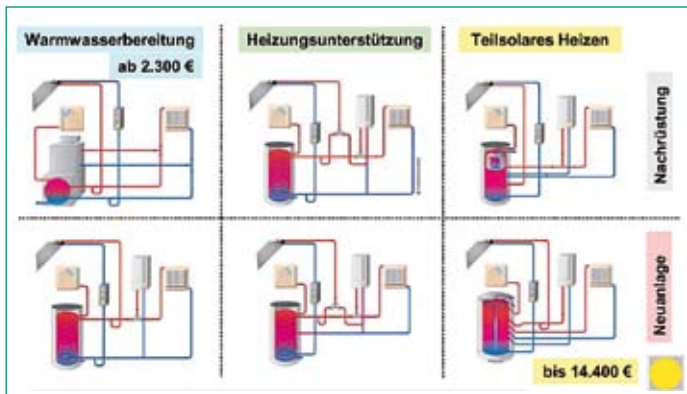 Warmwasserbereitung
Heizungsunterstützung
Teilsolares Heizen
ab 2.300 €
Nachrüstung
Neuanlage
bis 14.400 €